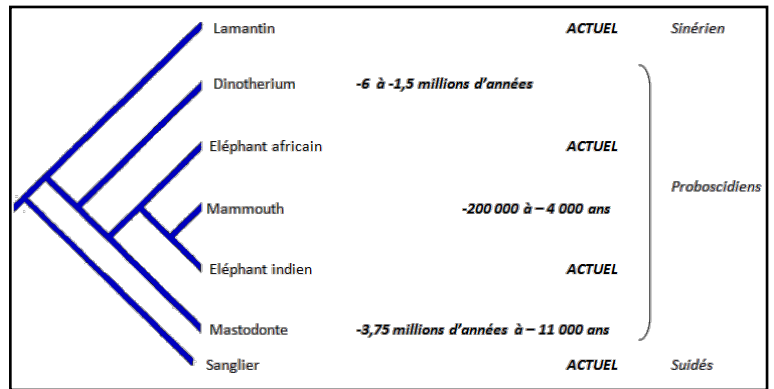 Lamantin ACTUEL Sinérien
Dinotherium -6 à -1,5 millions d'années
Eléphant africain ACTUEL
Proboscidiens
Mammouth -200 000 à – 4 000 ans
Eléphant indien ACTUEL
Mastodonte -3,75 millions d'années à – 11 000 ans
Sanglier ACTUEL Suidés